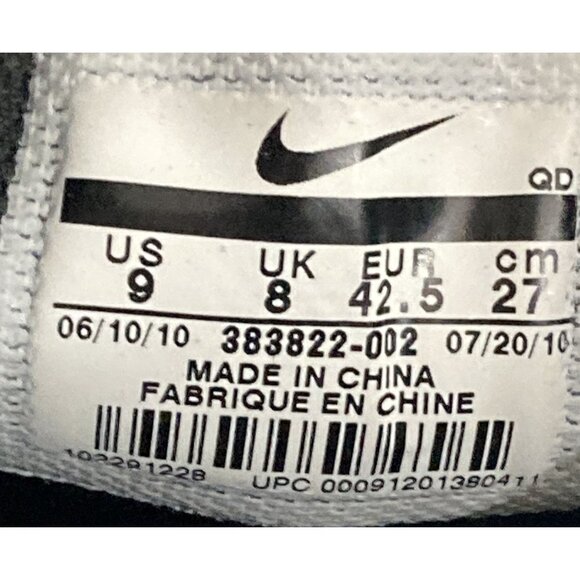 QD
US UK EUR cm
9 8 42.5 27
06/10/10 383822-002 07/20/10
MADE IN CHINA
FABRIQUE EN CHINE
UPC